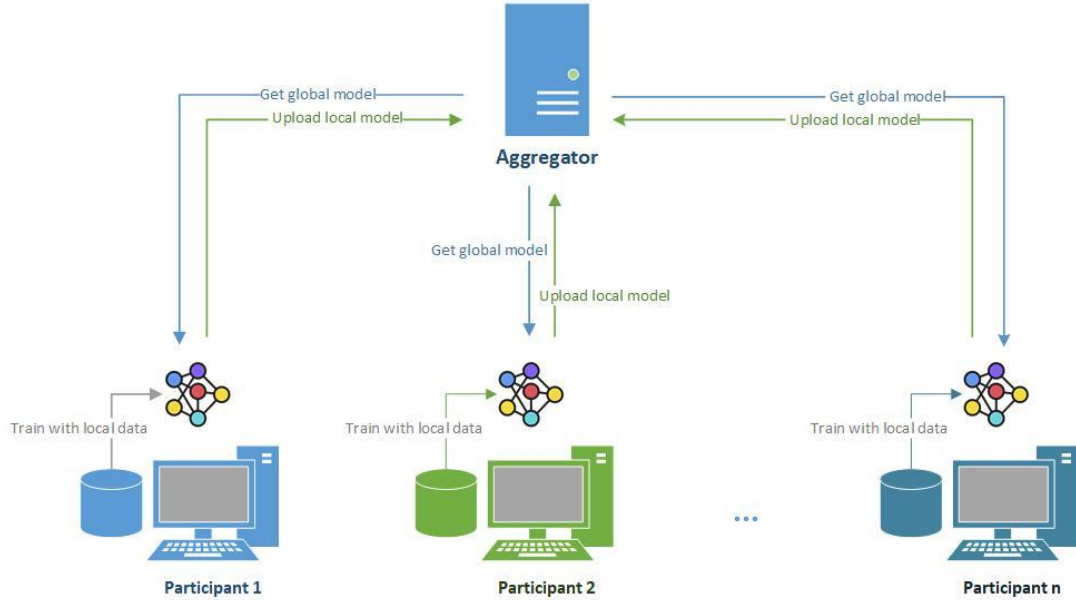 Get global model
Upload local model
Get global model
Upload local model
Aggregator
Get global model
Upload local model
Train with local data
Train with local data
Train with local data
...
Participant 1
Participant 2
Participant n